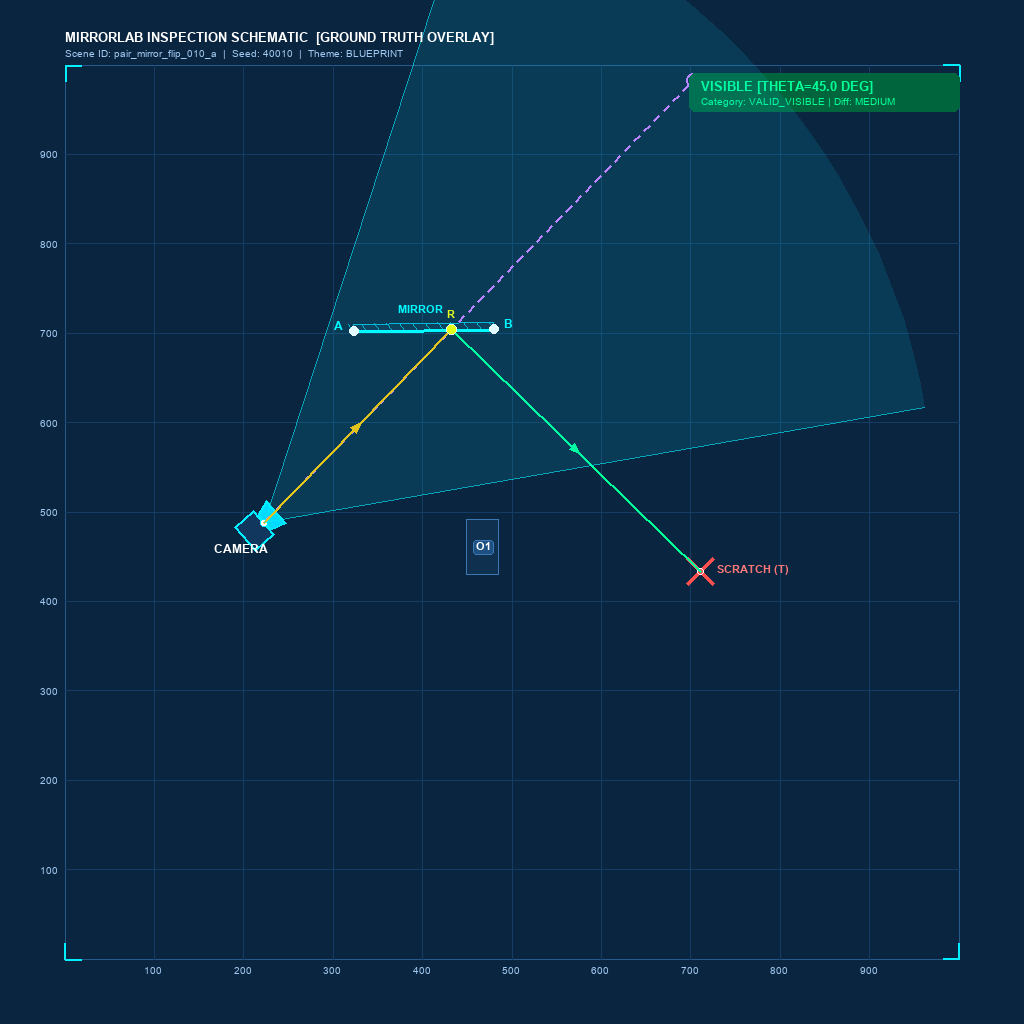 MIRRORLAB INSPECTION SCHEMATIC  [GROUND TRUTH OVERLAY]
Scene ID: pair_mirror_flip_010_a  |  Seed: 40010  |  Theme: BLUEPRINT
VISIBLE [THETA=45.0 DEG]
Category: VALID_VISIBLE | Diff: MEDIUM
900
800
MIRROR
R
A
B
700
600
500
CAMERA
O1
SCRATCH (T)
400
300
200
100
100 200 300 400 500 600 700 800 900